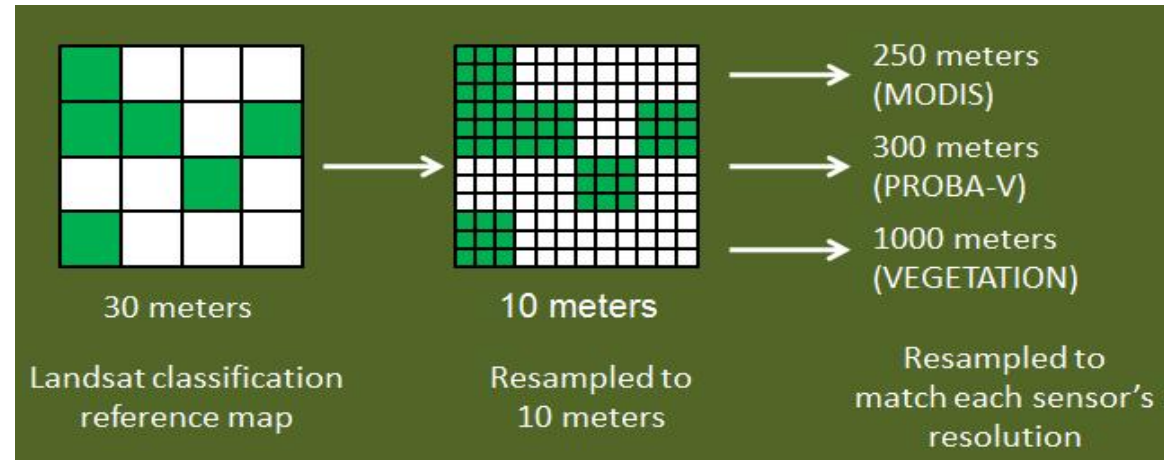 30 meters
Landsat classification
reference map
10 meters
Resampled to
10 meters
250 meters
(MODIS)
300 meters
(PROBA-V)
1000 meters
(VEGETATION)
Resampled to
match each sensor's
resolution